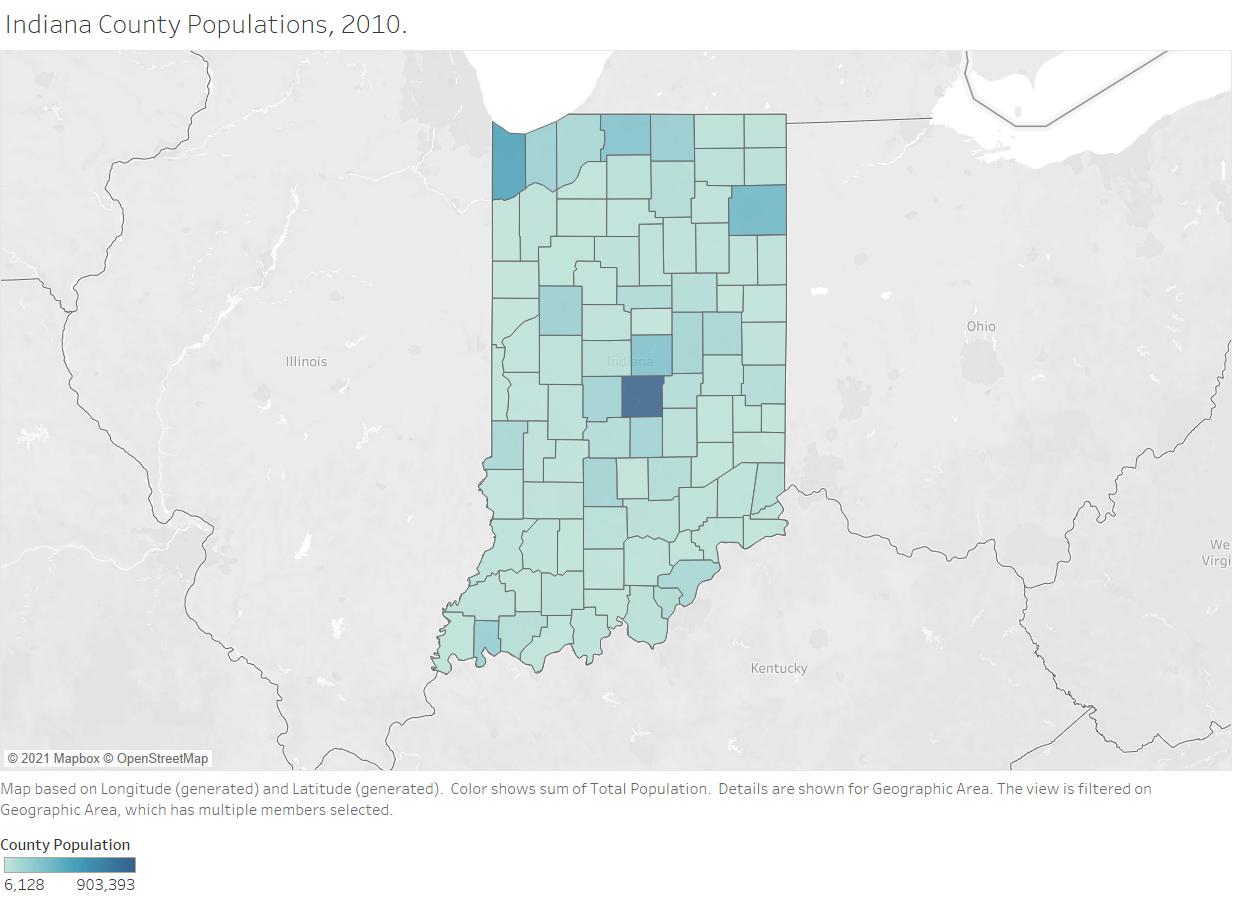 Indiana County Populations, 2010.
Ohio
Illinois
Indiana
We
Virgi
Kentucky
© 2021 Mapbox © OpenStreetMap
Map based on Longitude (generated) and Latitude (generated).  Color shows sum of Total Population.  Details are shown for Geographic Area. The view is filtered on
Geographic Area, which has multiple members selected.
County Population
6,128 903,393